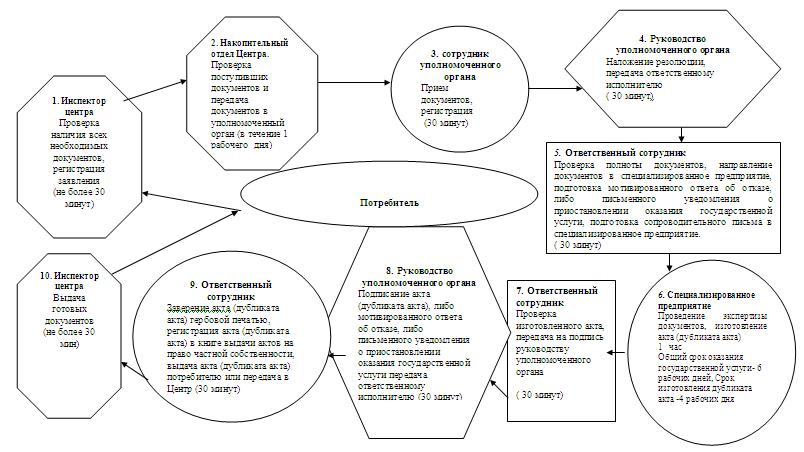 1. Инспектор
центра
Проверка
наличия всех
необходимых
документов,
регистрация
заявления
(не более 30
минут)
2. Накопительный
отдел Центра.
Проверка
поступивших
документов и
передача
документов в
уполномоченный
орган (в течение 1
рабочего дня)
3. сотрудник
уполномоченного
органа
Прием
документов,
регистрация
(30 минут)
4. Руководство
уполномоченного органа
Наложение резолюции,
передача ответственному
исполнителю
( 30 минут)
5. Ответственный сотрудник
Проверка полноты документов, направление
документов в специализированное предприятие,
подготовка мотивированного ответа об отказе,
либо письменного уведомления о
приостановлении оказания государственной
услуги, подготовка сопроводительного письма в
специализированное предприятие.
( 30 минут)
Потребитель
6. Специализированное
предприятие
Проведение экспертизы
документов, изготовление
акта (дубликата акта)
1 час
Общий срок оказания
государственной услуги- 6
рабочих дней, Срок
изготовления дубликата
акта -4 рабочих дня
7. Ответственный
сотрудник
Проверка
изготовленного акта,
передача на подпись
руководству
уполномоченного
органа
( 30 минут)
8. Руководство
уполномоченного органа
Подписание акта
(дубликата акта), либо
мотивированного ответа
об отказе, либо
письменного уведомления
о приостановлении
оказания государственной
услуги передача
ответственному
исполнителю (30 минут)
9. Ответственный
сотрудник
Заверение акта (дубликата
акта) гербовой печатью,
регистрация акта (дубликата
акта) в книге выдачи актов на
право частной собственности,
выдача акта (дубликата акта)
потребителю или передача в
Центр (30 минут)
10. Инспектор
центра
Выдача
готовых
документов
(не более 30
мин)